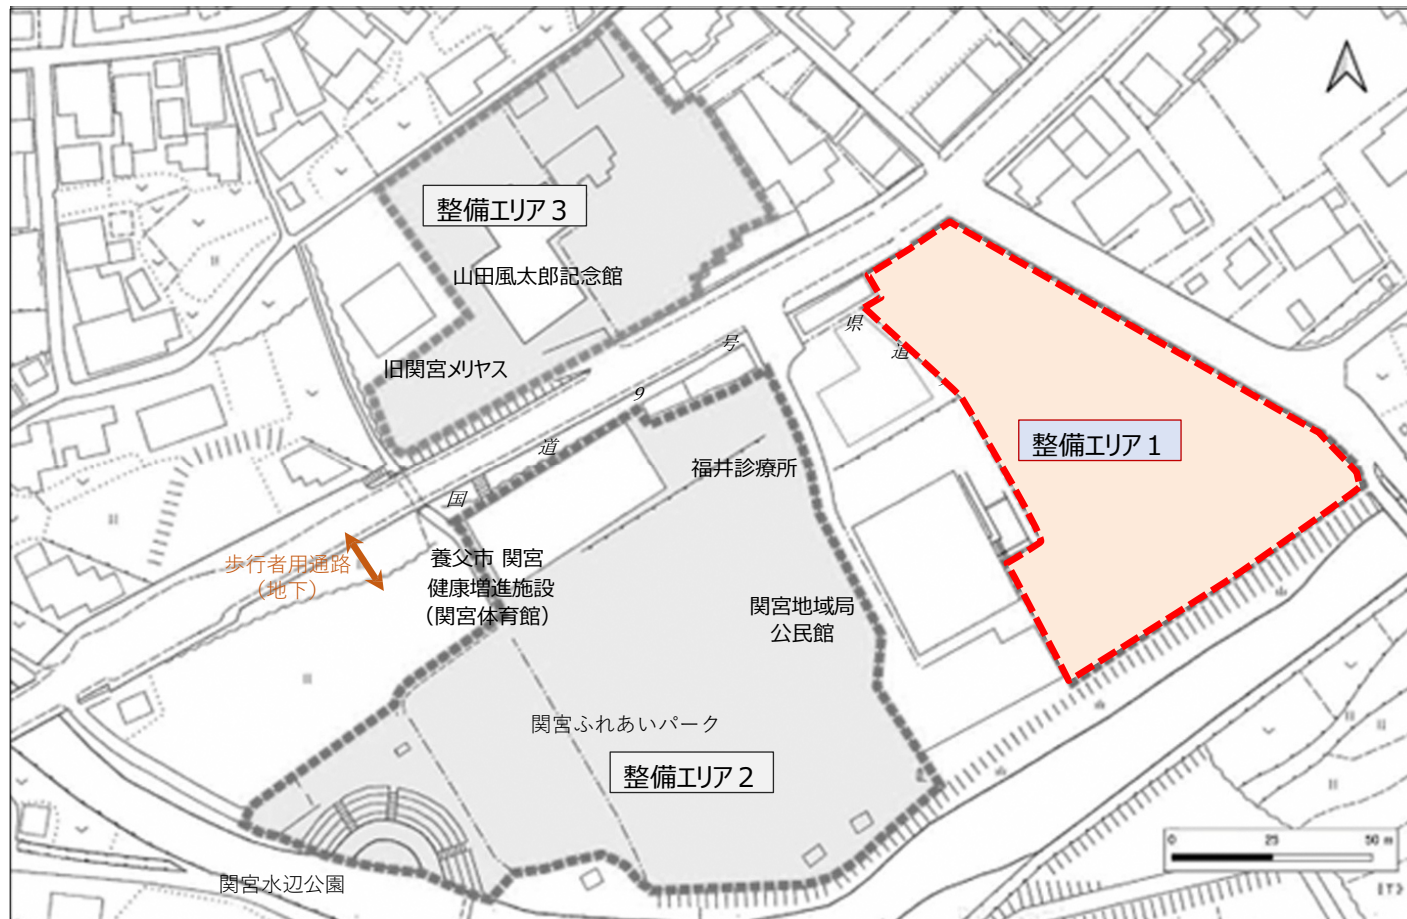 整備エリア３
山田風太郎記念館
旧関宮メリヤス
県
道
号
9
道
国
整備エリア１
福井診療所
歩行者用通路
（地下）
養父市 関宮
健康増進施設
（関宮体育館）
関宮地域局
公民館
関宮ふれあいパーク
整備エリア２
関宮水辺公園
0 25 50 m